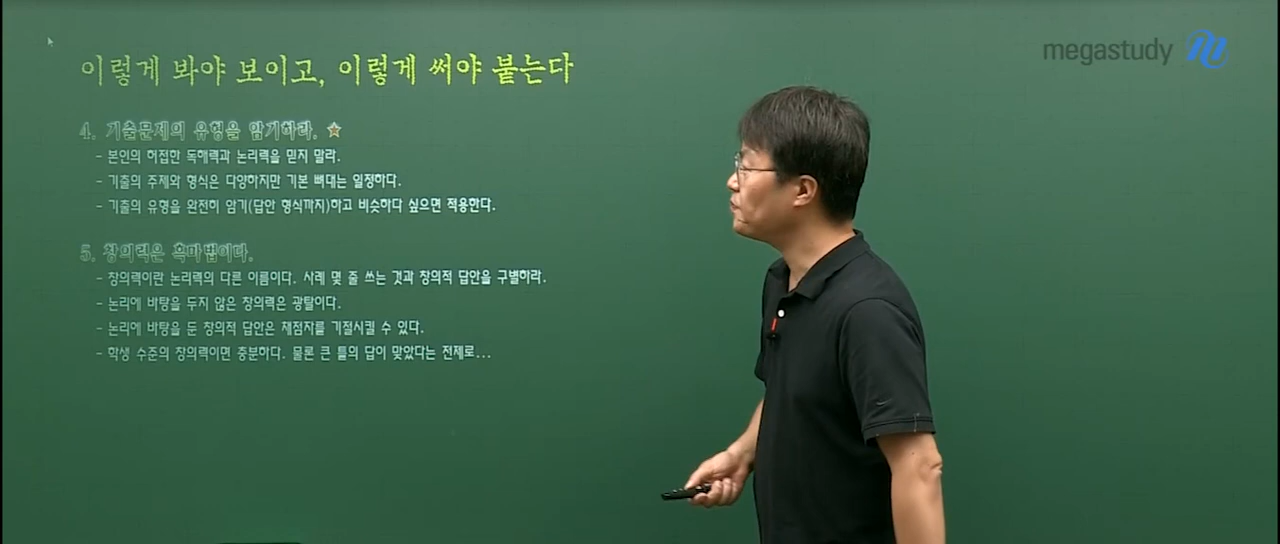 megastudy
이렇게 봐야 보이고, 이렇게 써야 붙는다
4. 기출문제의 유형을 암기하라.
- 본인의 허접한 독해력과 논리력을 믿지 말라.
- 기출의 주제와 형식은 다양하지만 기본 뼈대는 일정하다.
- 기출의 유형을 완전히 암기(답안 형식까지)하고 비슷하다 싶으면 적용한다.
5. 창의력은 흑마법이다.
- 창의력이란 논리력의 다른 이름이다. 사례 몇 줄 쓰는 것과 창의적 답안을 구별하라.
- 논리에 바탕을 두지 않은 창의력은 광탈이다.
- 논리에 바탕을 둔 창의적 답안은 채점자를 기절시킬 수 있다.
- 학생 수준의 창의력이면 충분하다. 물론 큰 틀의 답이 맞았다는 전제로...